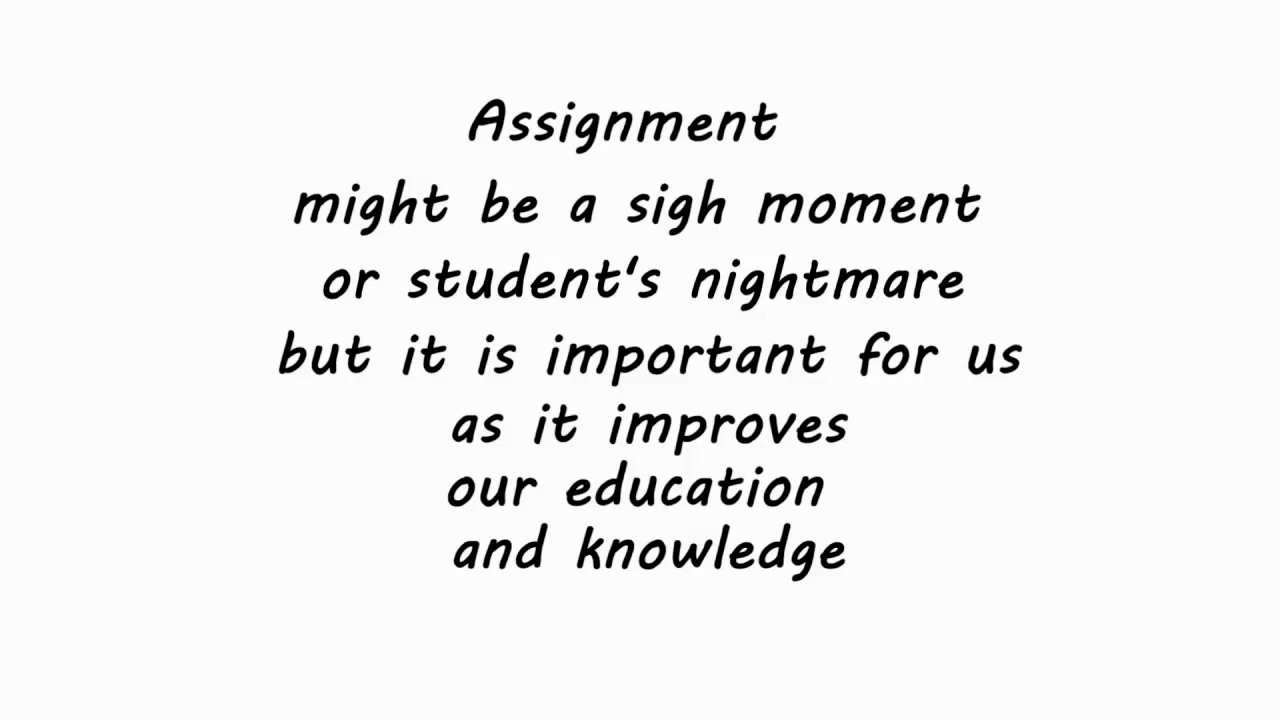 Assignment
might be a sigh moment
or student's nightmare
but it is important for us
as it improves
our education
and knowledge